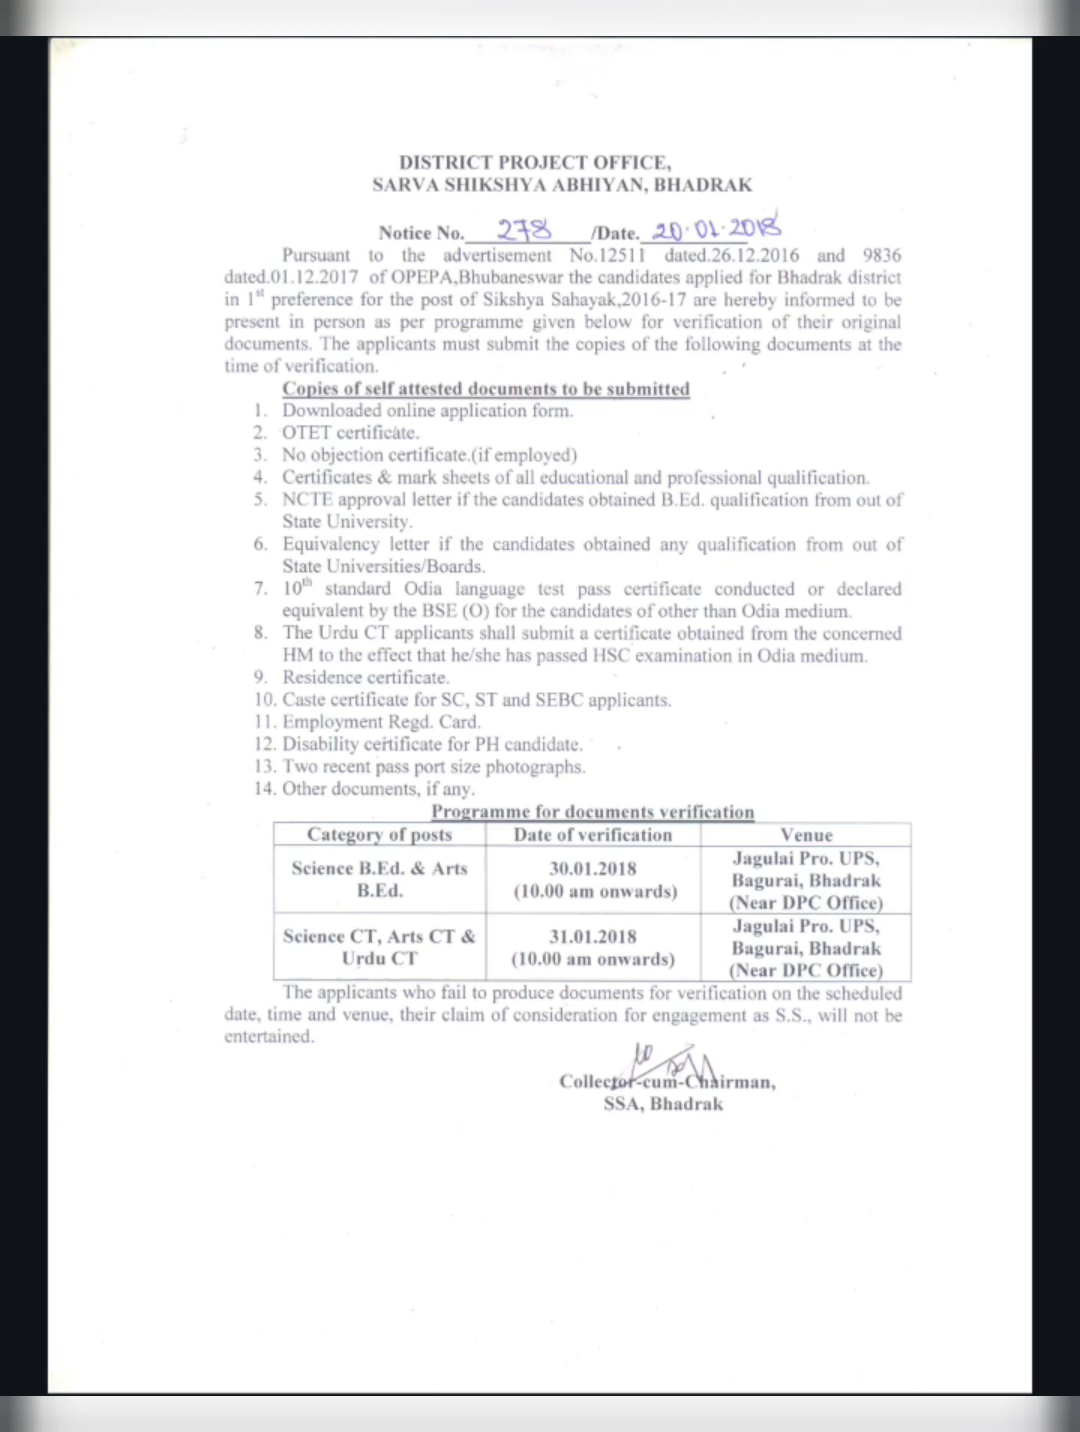 DISTRICT PROJECT OFFICE,
SARVA SHIKSHYA ABHIYAN, BHADRAK
Notice No. 278 /Date. 20.01.2018
Pursuant to the advertisement No.12511 dated.26.12.2016 and 9836
dated.01.12.2017 of OPEPA,Bhubaneswar the candidates applied for Bhadrak district
in 1st preference for the post of Sikshya Sahayak,2016-17 are hereby informed to be
present in person as per programme given below for verification of their original
documents. The applicants must submit the copies of the following documents at the
time of verification.
Copies of self attested documents to be submitted
1. Downloaded online application form.
2. OTET certificate.
3. No objection certificate.(if employed)
4. Certificates & mark sheets of all educational and professional qualification.
5. NCTE approval letter if the candidates obtained B.Ed. qualification from out of
State University.
6. Equivalency letter if the candidates obtained any qualification from out of
State Universities/Boards.
7. 10th standard Odia language test pass certificate conducted or declared
equivalent by the BSE (O) for the candidates of other than Odia medium.
8. The Urdu CT applicants shall submit a certificate obtained from the concerned
HM to the effect that he/she has passed HSC examination in Odia medium.
9. Residence certificate.
10. Caste certificate for SC, ST and SEBC applicants.
11. Employment Regd. Card.
12. Disability certificate for PH candidate.
13. Two recent pass port size photographs.
14. Other documents, if any.
Programme for documents verification
Category of posts Date of verification Venue
Science B.Ed. & Arts B.Ed. 30.01.2018 (10.00 am onwards) Jagulai Pro. UPS, Bagurai, Bhadrak (Near DPC Office)
Science CT, Arts CT & Urdu CT 31.01.2018 (10.00 am onwards) Jagulai Pro. UPS, Bagurai, Bhadrak (Near DPC Office)
The applicants who fail to produce documents for verification on the scheduled
date, time and venue, their claim of consideration for engagement as S.S., will not be
entertained.
Collector-cum-Chairman,
SSA, Bhadrak